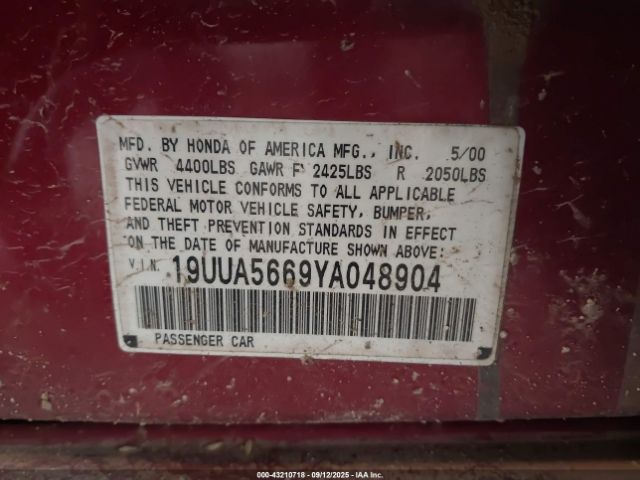 MFD. BY HONDA OF AMERICA MFG., INC. 5/00
GVWR 4400LBS GAWR F 2425LBS R 2050LBS
THIS VEHICLE CONFORMS TO ALL APPLICABLE
FEDERAL MOTOR VEHICLE SAFETY, BUMPER,
AND THEFT PREVENTION STANDARDS IN EFFECT
ON THE DATE OF MANUFACTURE SHOWN ABOVE:
V.I.N. 19UUA5669YA048904
PASSENGER CAR
000-43210718 09/12/2025 ©IAA, Inc.